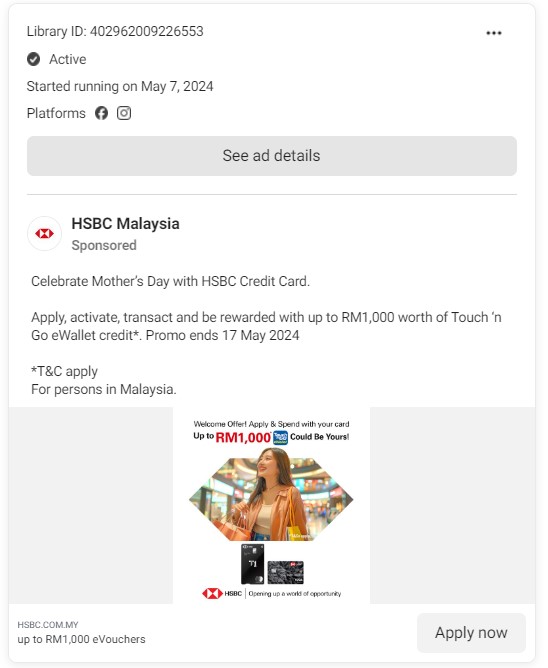 Library ID: 402962009226553
Active
Started running on May 7, 2024
Platforms
See ad details
HSBC Malaysia
Sponsored
Celebrate Mother's Day with HSBC Credit Card.
Apply, activate, transact and be rewarded with up to RM1,000 worth of Touch 'n
Go eWallet credit*. Promo ends 17 May 2024
*T&C apply
For persons in Malaysia.
Welcome Offer! Apply & Spend with your card
Up to RM1,000* Could Be Yours!
HSBC | Opening up a world of opportunity
HSBC.COM.MY
up to RM1,000 eVouchers
Apply now